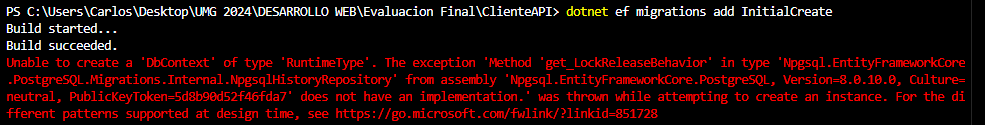 PS C:\Users\Carlos\Desktop\UMG 2024\DESARROLLO WEB\Evaluacion Final\ClienteAPI> dotnet ef migrations add InitialCreate
Build started...
Build succeeded.
Unable to create a 'DbContext' of type 'RuntimeType'. The exception 'Method 'get_LockReleaseBehavior' in type 'Npgsql.EntityFrameworkCore
.PostgreSQL.Migrations.Internal.NpgsqlHistoryRepository' from assembly 'Npgsql.EntityFrameworkCore.PostgreSQL, Version=8.0.10.0, Culture=
neutral, PublicKeyToken=5d8b90d52f46fda7' does not have an implementation.' was thrown while attempting to create an instance. For the di
fferent patterns supported at design time, see https://go.microsoft.com/fwlink/?linkid=851728